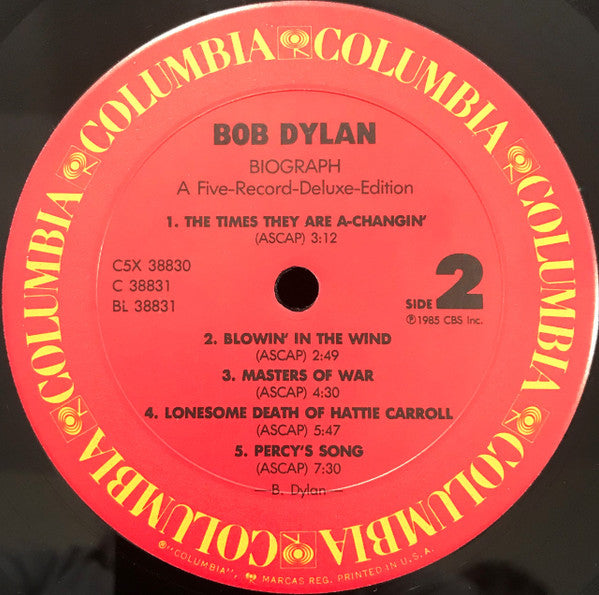 COLUMBIA COLUMBIA COLUMBIA COLUMBIA COLUMBIA COLUMBIA
BOB DYLAN
BIOGRAPH
A Five-Record-Deluxe-Edition
1. THE TIMES THEY ARE A-CHANGIN'
(ASCAP) 3:12
C5X 38830
C 38831
BL 38831
SIDE 2
℗1985 CBS Inc.
2. BLOWIN' IN THE WIND
(ASCAP) 2:49
3. MASTERS OF WAR
(ASCAP) 4:30
4. LONESOME DEATH OF HATTIE CARROLL
(ASCAP) 5:47
5. PERCY'S SONG
(ASCAP) 7:30
— B. Dylan —
®"COLUMBIA", MARCAS REG. PRINTED IN U.S.A.